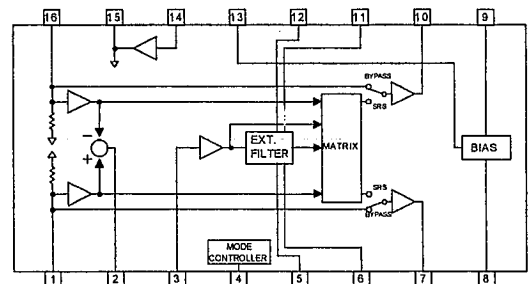 16 15 14 13 12 11 10 9
BYPASS
SRS
−
+
EXT.
FILTER
MATRIX
BIAS
SRS
BYPASS
MODE
CONTROLLER
1 2 3 4 5 6 7 8